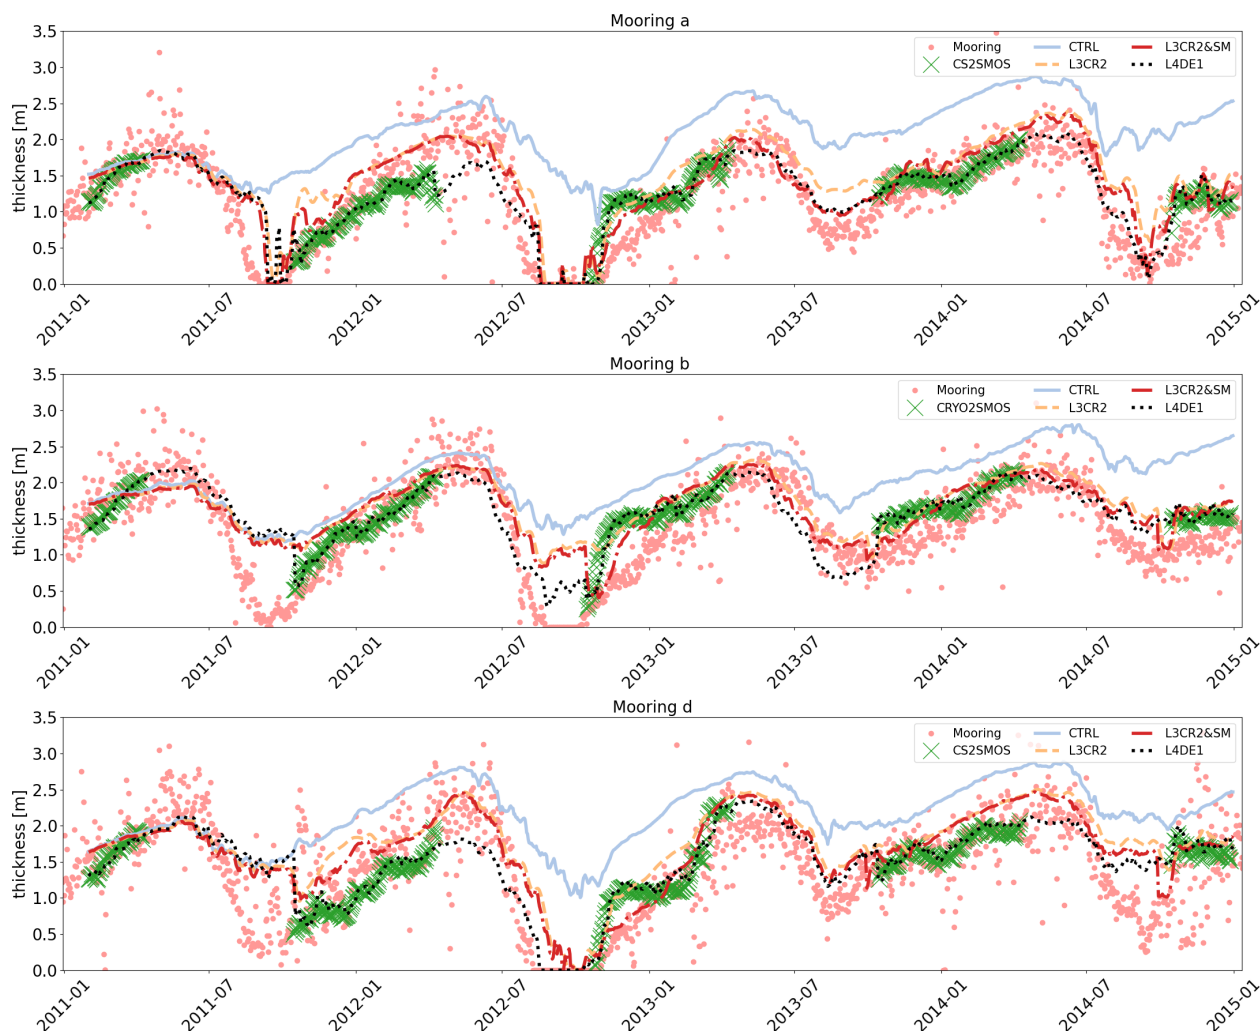 Mooring a
thickness [m]
3.5
3.0
2.5
2.0
1.5
1.0
0.5
0.0
Mooring CTRL L3CR2&SM
CS2SMOS L3CR2 L4DE1
2011-01 2011-07 2012-01 2012-07 2013-01 2013-07 2014-01 2014-07 2015-01
Mooring b
thickness [m]
3.5
3.0
2.5
2.0
1.5
1.0
0.5
0.0
Mooring CTRL L3CR2&SM
CRYO2SMOS L3CR2 L4DE1
2011-01 2011-07 2012-01 2012-07 2013-01 2013-07 2014-01 2014-07 2015-01
Mooring d
thickness [m]
3.5
3.0
2.5
2.0
1.5
1.0
0.5
0.0
Mooring CTRL L3CR2&SM
CS2SMOS L3CR2 L4DE1
2011-01 2011-07 2012-01 2012-07 2013-01 2013-07 2014-01 2014-07 2015-01